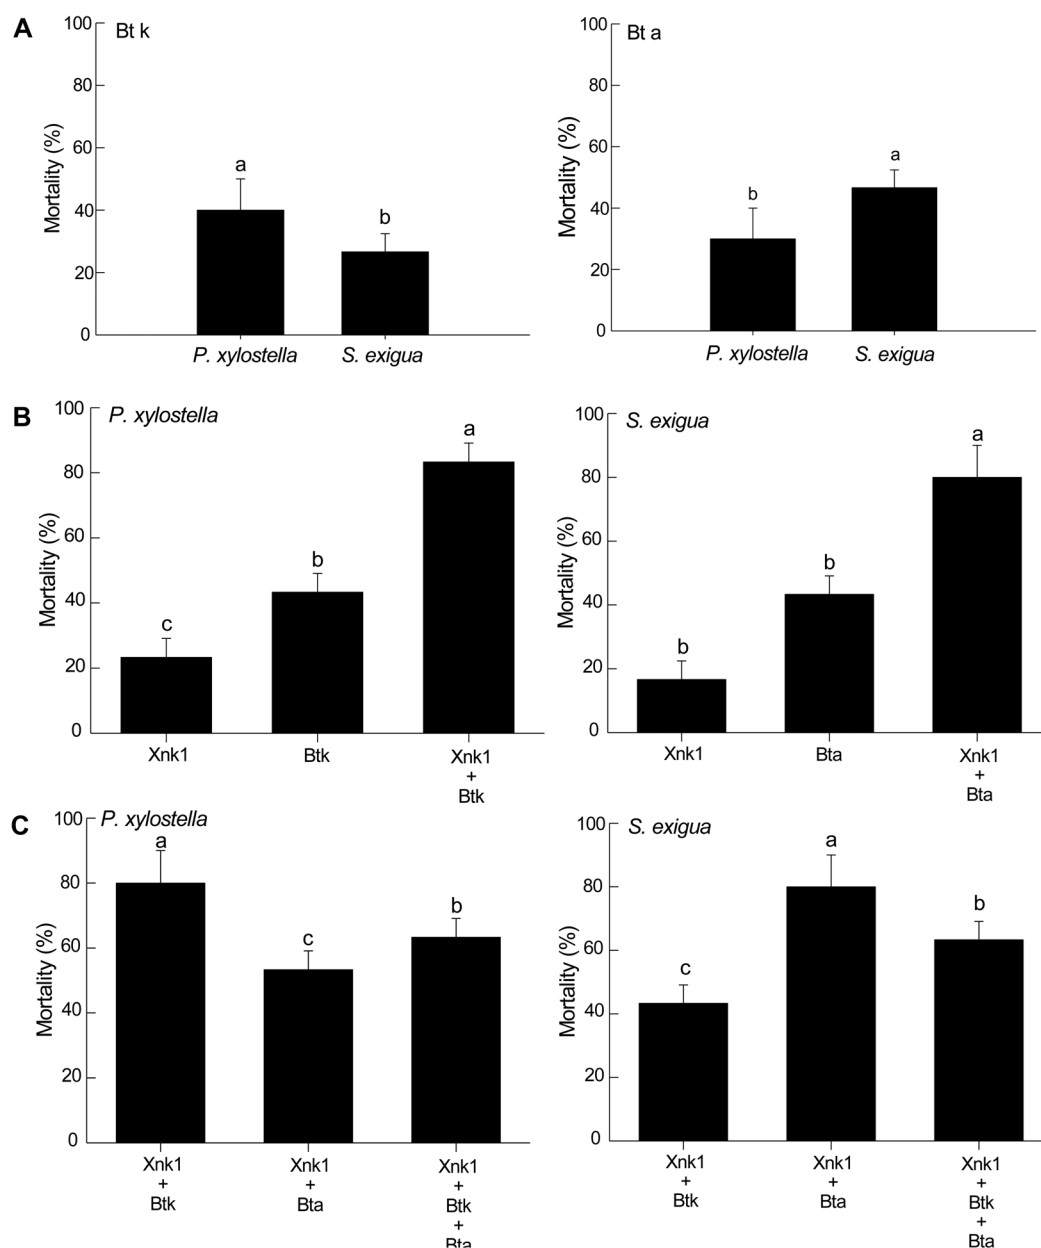 A
Bt k
Mortality (%)
100
80
60
40
20
0
a
b
P. xylostella
S. exigua
Bt a
Mortality (%)
100
80
60
40
20
0
b
a
P. xylostella
S. exigua
B
P. xylostella
Mortality (%)
100
80
60
40
20
0
c
b
a
Xnk1
Btk
Xnk1
+
Btk
S. exigua
Mortality (%)
100
80
60
40
20
0
b
b
a
Xnk1
Bta
Xnk1
+
Bta
C
P. xylostella
Mortality (%)
100
80
60
40
20
0
a
c
b
Xnk1
+
Btk
Xnk1
+
Bta
Xnk1
+
Btk
+
Bta
S. exigua
Mortality (%)
100
80
60
40
20
0
c
a
b
Xnk1
+
Btk
Xnk1
+
Bta
Xnk1
+
Btk
+
Bta